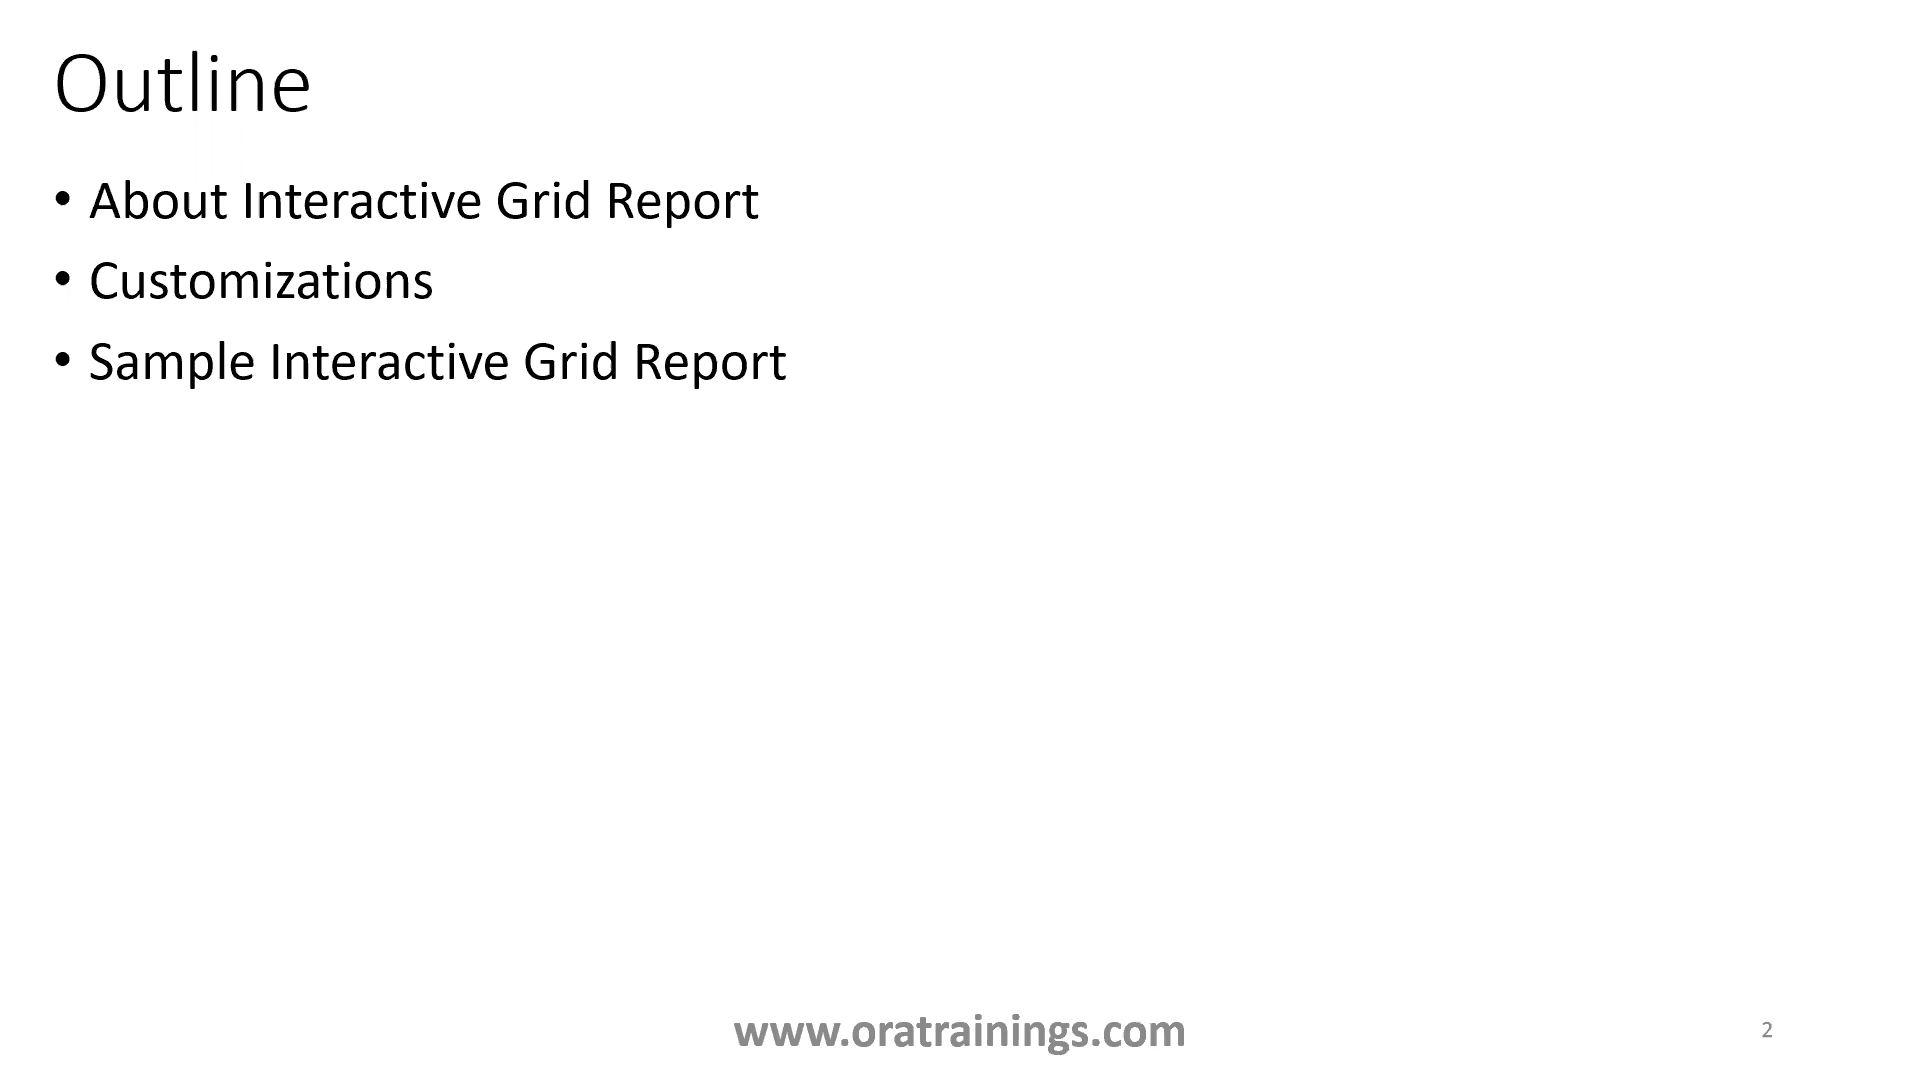 Outline
• About Interactive Grid Report
• Customizations
• Sample Interactive Grid Report
www.oratrainings.com
2